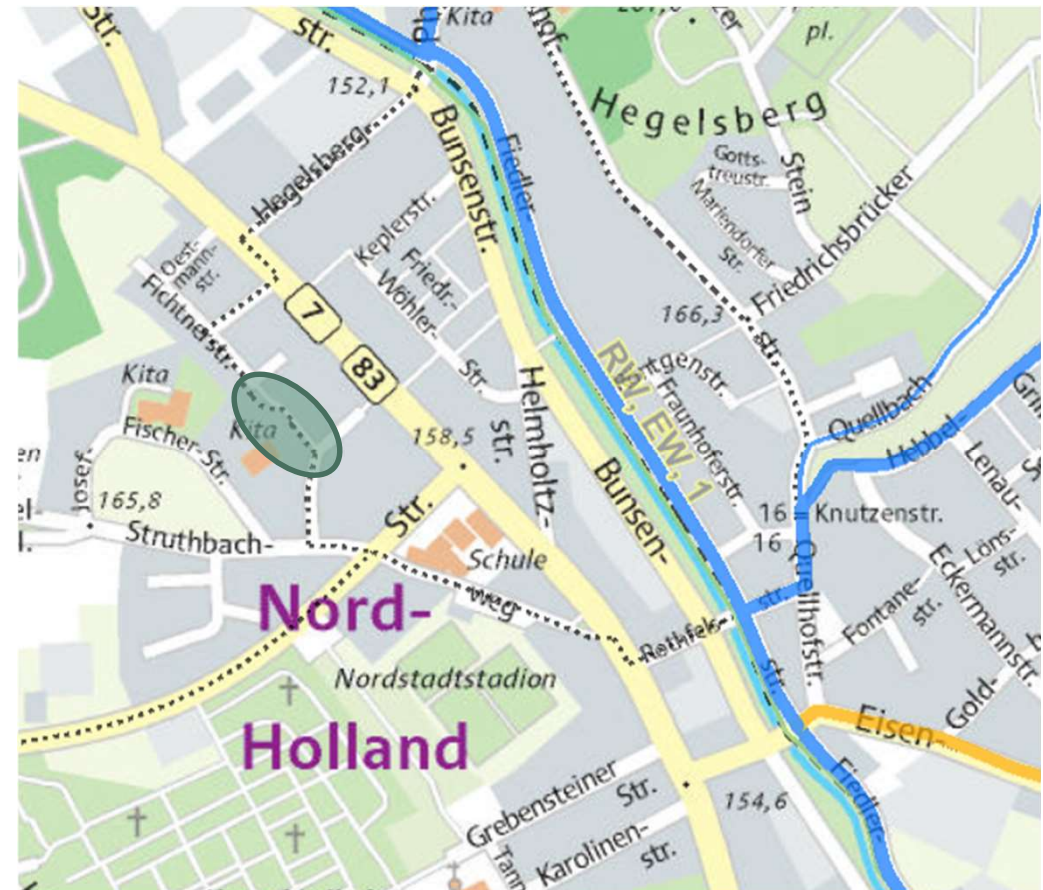 Str.
str.
Kita
pl.
152,1
Hegelsberg
Hegelsberg-
Bunsenstr.
Fiedler-
Gotts-
treustr.
Stein
Mariendorfer
Str.
Friedrichsbrücker
str.
166,3
Keplerstr.
Oest-
mann-
str.
Friedr.-
Wöhler-
Str.
Fichtnerstr.
7
83
Kita
Kita
Fischer-Str.
Josef-
158,5
Helmholtz-
str.
RW, EW, 1
Fraunhoferstr.
Quellbach
Hebbel-
Lenau-
165,8
Struthbach-
weg
Str.
Schule
Bunsen-
16
16
Knutzenstr.
Quellhofstr.
Löns-
str.
Eckermannstr.
Fontane-
str.
Nord-
Holland
Rothfels-
str.
Nordstadtstadion
str.
Gold-
Eisen-
Fiedler-
Grebensteiner
Str.
154,6
Karolinen-
str.